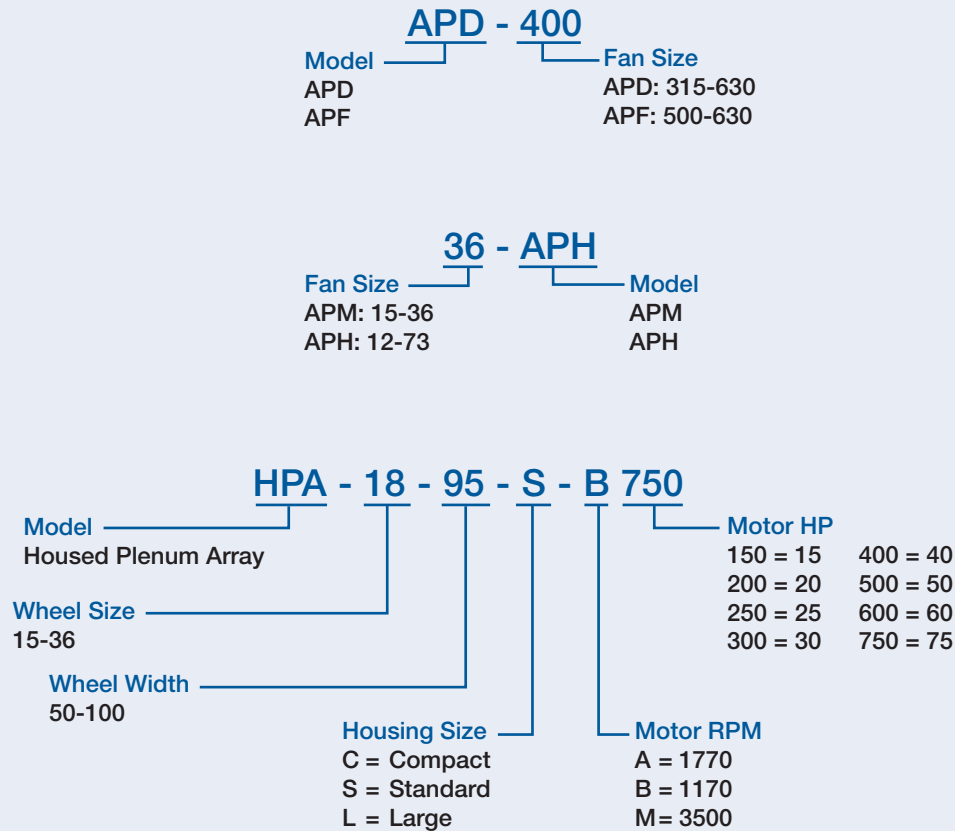 APD - 400
Model
APD
APF
Fan Size
APD: 315-630
APF: 500-630
36 - APH
Fan Size
APM: 15-36
APH: 12-73
Model
APM
APH
HPA - 18 - 95 - S - B 750
Model
Housed Plenum Array
Wheel Size
15-36
Wheel Width
50-100
Housing Size
C = Compact
S = Standard
L = Large
Motor RPM
A = 1770
B = 1170
M = 3500
Motor HP
150 = 15 400 = 40
200 = 20 500 = 50
250 = 25 600 = 60
300 = 30 750 = 75